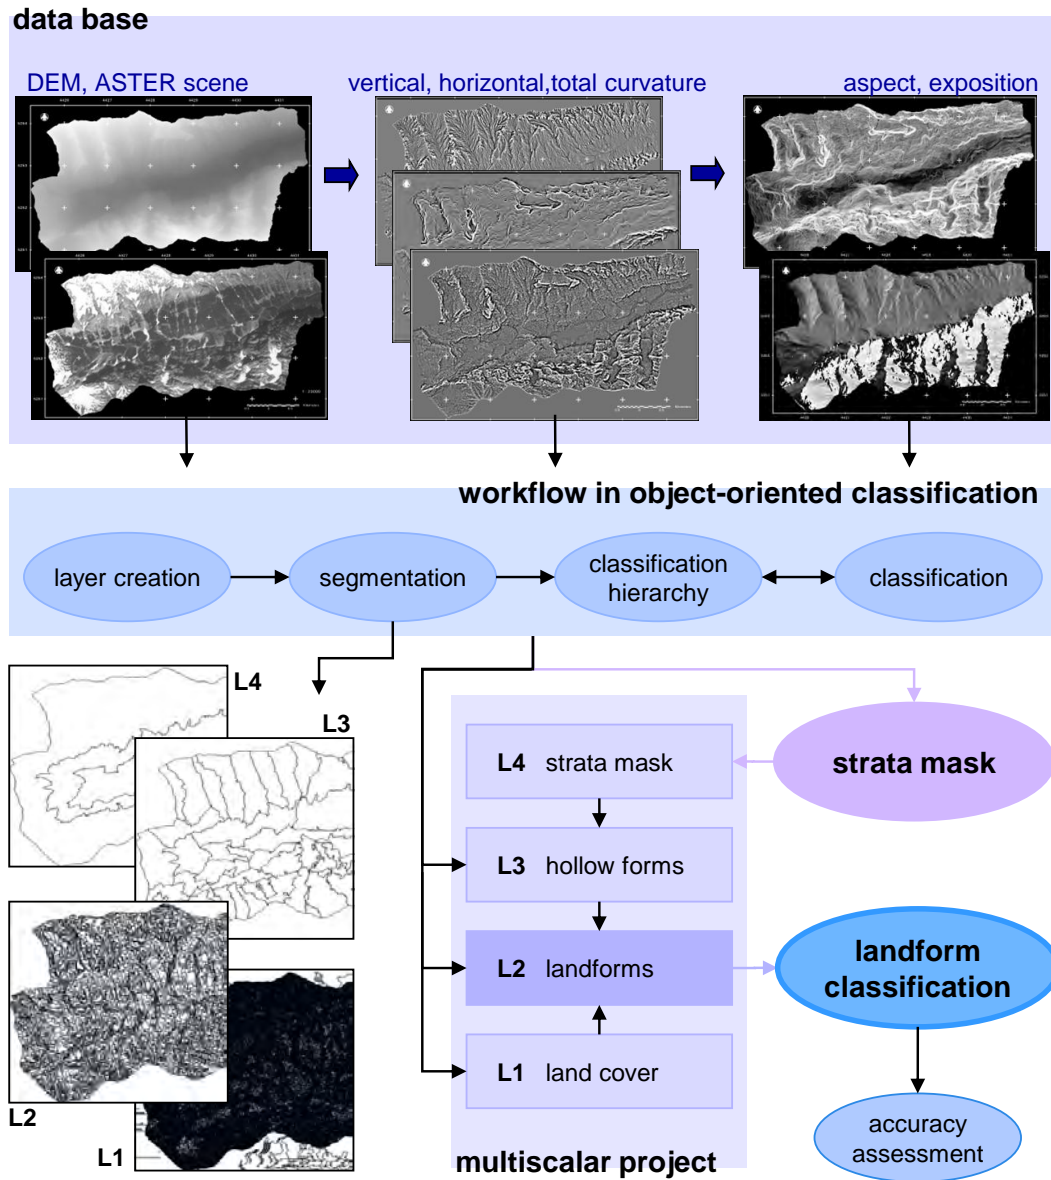 data base
DEM, ASTER scene
vertical, horizontal,total curvature
aspect, exposition
workflow in object-oriented classification
layer creation
segmentation
classification
hierarchy
classification
L4
L3
L2
L1
L4 strata mask
L3 hollow forms
L2 landforms
L1 land cover
multiscalar project
strata mask
landform
classification
accuracy
assessment